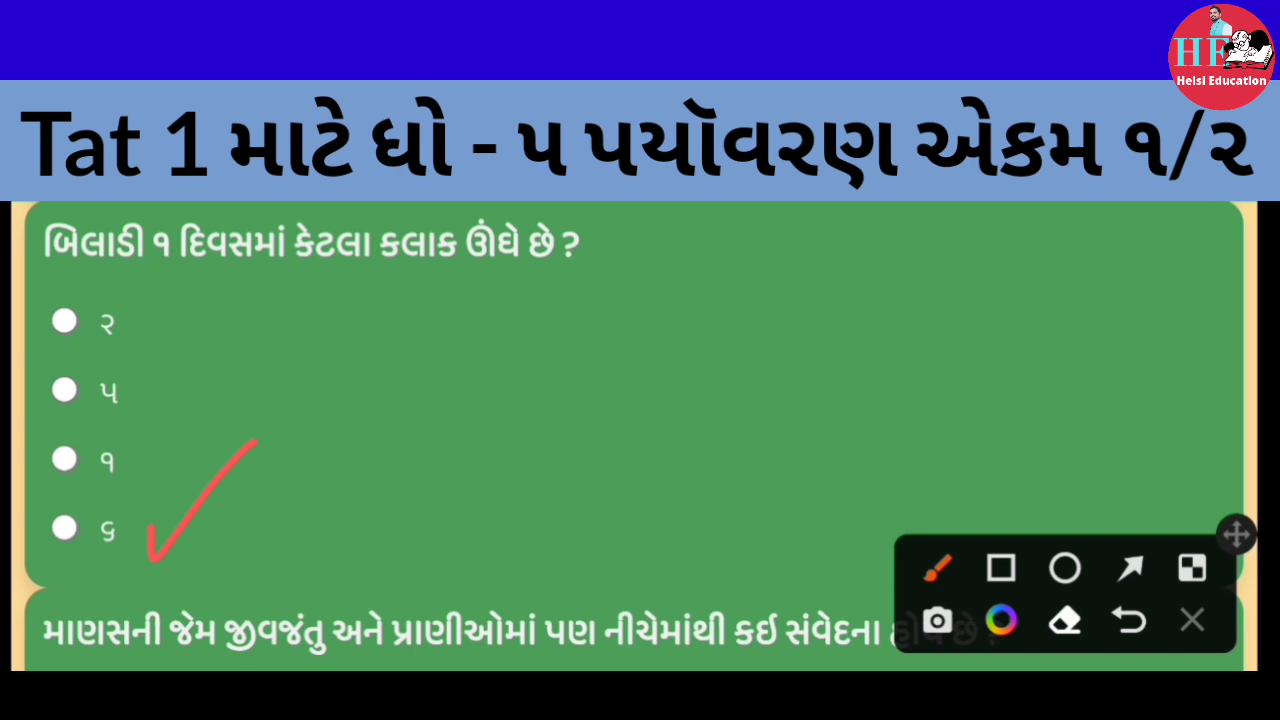 HE
Helsi Education
Tat 1 માટે ધો - ૫ પર્યાવરણ એકમ ૧/૨
બિલાડી ૧ દિવસમાં કેટલા કલાક ઊંઘે છે ?
૨
૫
૧
૬
માણસની જેમ જીવજંતુ અને પ્રાણીઓમાં પણ નીચેમાંથી કઈ સંવેદના હોય છે ?